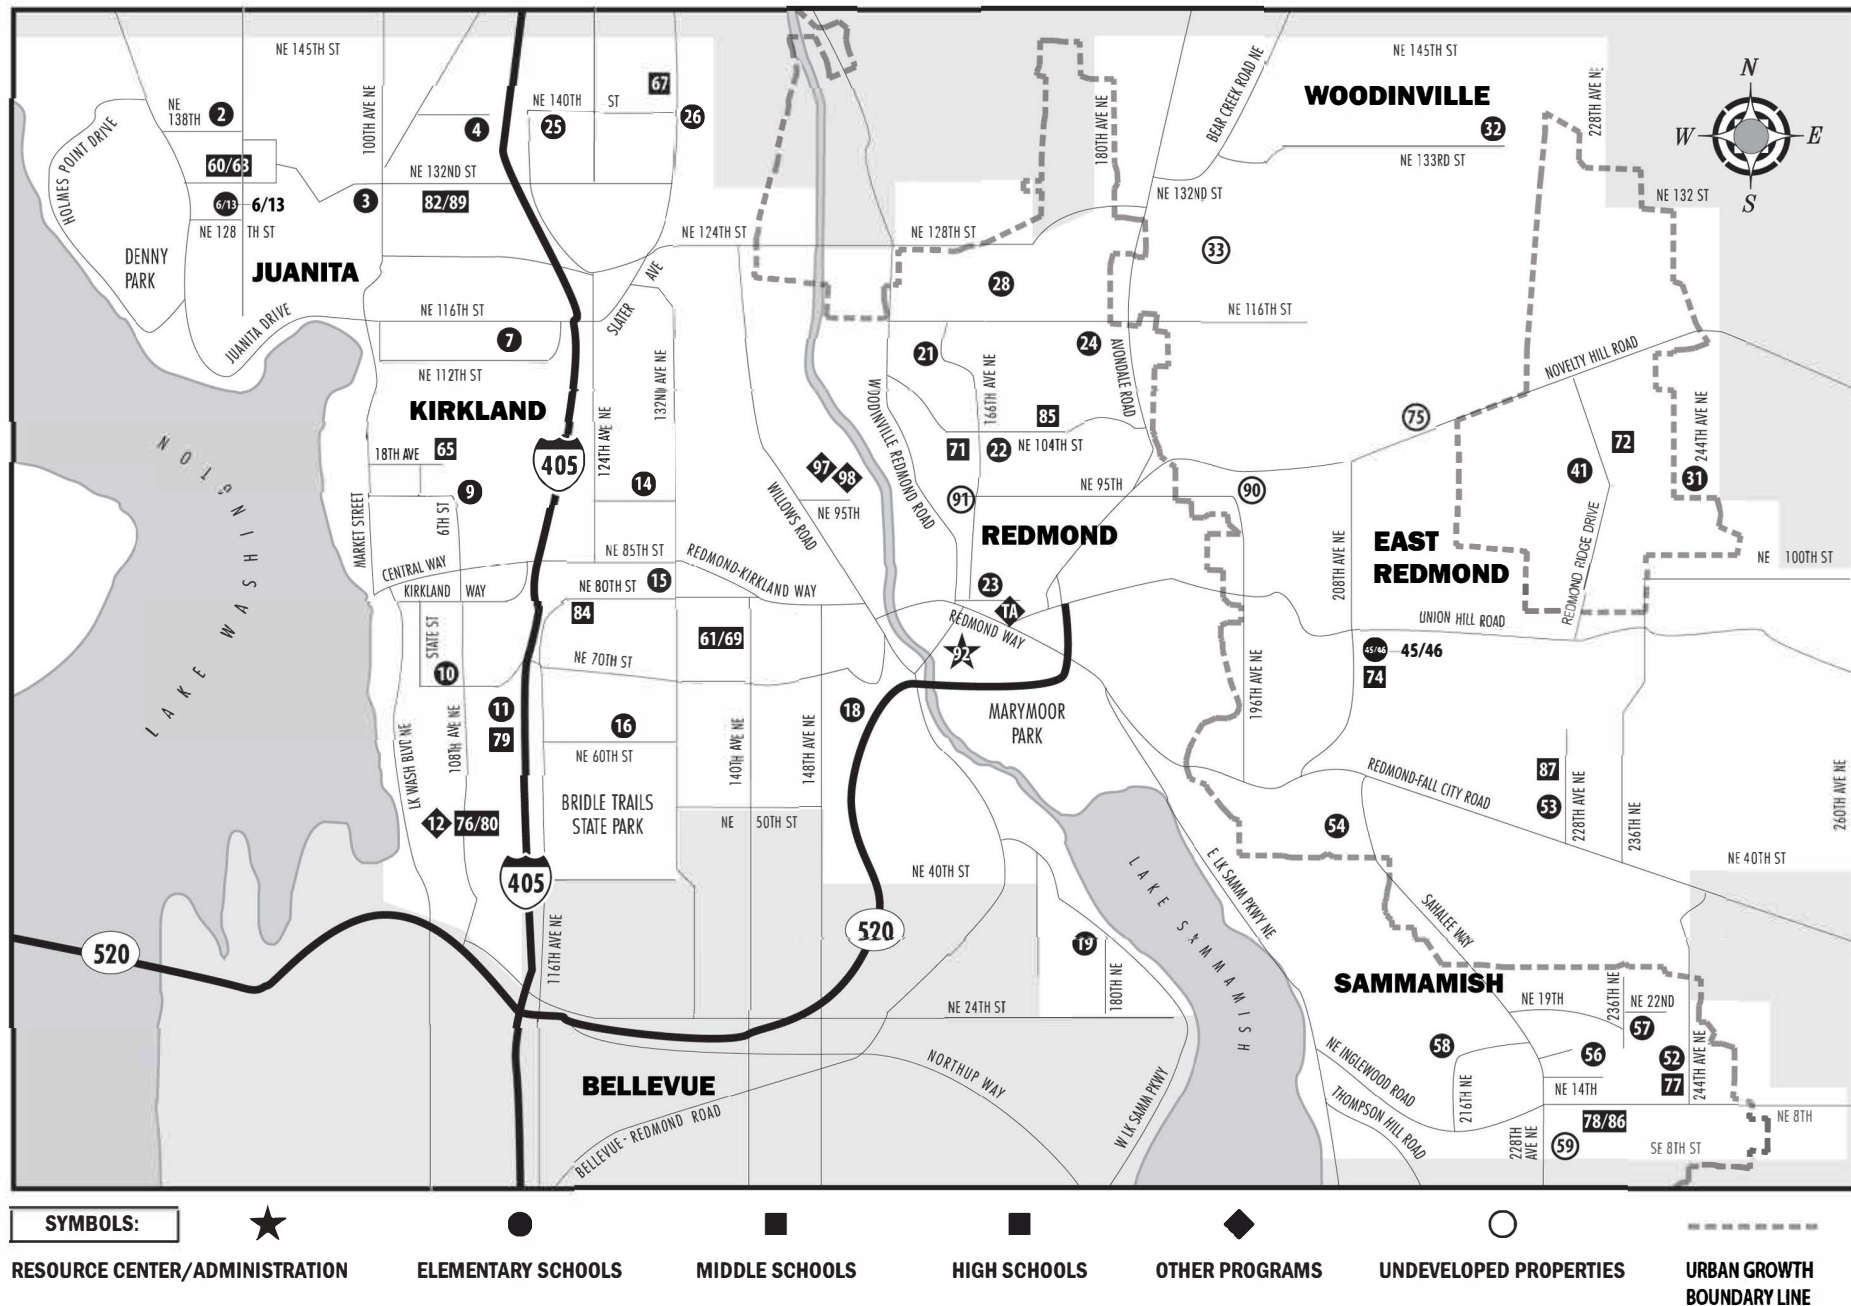 NE 145TH ST
NE 145TH ST
WOODINVILLE
N
W
E
S
HOLMES POINT DRIVE
NE
138TH
2
100TH AVE NE
4
NE 140TH ST
25
67
26
180TH AVE NE
BEAR CREEK ROAD NE
32
NE 133RD ST
228TH AVE NE
60/63
NE 132ND ST
82/89
3
6/13
6/13
NE 128 TH ST
NE 132ND ST
NE 132 ST
DENNY
PARK
JUANITA
NE 124TH ST
NE 128TH ST
33
28
SLATER AVE
NE 116TH ST
NE 116TH ST
JUANITA DRIVE
7
21
24
NE 112TH ST
132ND AVE NE
WOODINVILLE REDMOND ROAD
166TH AVE NE
AVONDALE ROAD
NOVELTY HILL ROAD
KIRKLAND
85
75
244TH AVE NE
18TH AVE
65
405
124TH AVE NE
71
22
NE 104TH ST
72
97
98
41
31
9
14
WILLOWS ROAD
NE 95TH
91
NE 95TH
90
MARKET STREET
6TH ST
REDMOND
EAST
REDMOND
208TH AVE NE
REDMOND RIDGE DRIVE
NE 100TH ST
NE 85TH ST
REDMOND-KIRKLAND WAY
CENTRAL WAY
KIRKLAND WAY
NE 80TH ST
15
23
TA
84
61/69
REDMOND WAY
UNION HILL ROAD
STATE ST
92
45/46
45/46
74
NE 70TH ST
10
LAKE WASHINGTON
LK WASH BLVD NE
108TH AVE NE
11
79
16
NE 60TH ST
140TH AVE NE
148TH AVE NE
18
MARYMOOR
PARK
196TH AVE NE
REDMOND-FALL CITY ROAD
87
53
228TH AVE NE
236TH NE
260TH AVE NE
BRIDLE TRAILS
STATE PARK
12
76/80
NE 50TH ST
54
NE 40TH ST
405
NE 40TH ST
LAKE SAMMAMISH
E LK SAMM PKWY NE
SAHALEE WAY
520
520
116TH AVE NE
19
180TH NE
SAMMAMISH
NE 24TH ST
NE 19TH
236TH NE
NE 22ND
57
58
56
52
77
244TH AVE NE
NE INGLEWOOD ROAD
THOMPSON HILL ROAD
216TH NE
NE 14TH
BELLEVUE
NORTHUP WAY
BELLEVUE - REDMOND ROAD
W LK SAMM PKWY
78/86
NE 8TH
228TH
AVE NE
59
SE 8TH ST
SYMBOLS:
RESOURCE CENTER/ADMINISTRATION
ELEMENTARY SCHOOLS
MIDDLE SCHOOLS
HIGH SCHOOLS
OTHER PROGRAMS
UNDEVELOPED PROPERTIES
URBAN GROWTH
BOUNDARY LINE